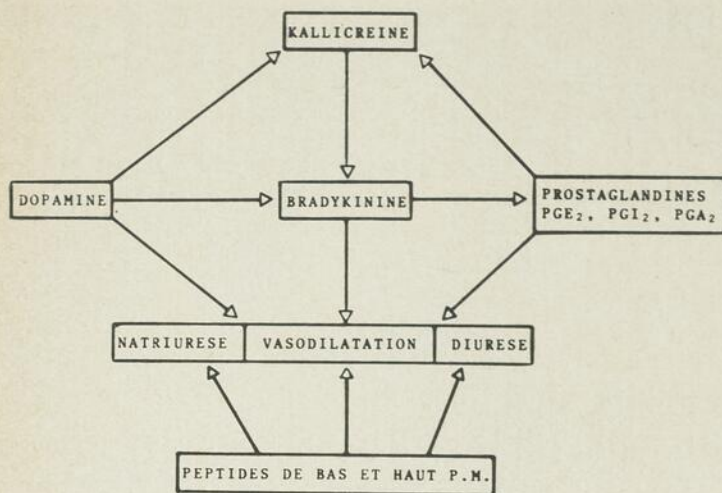 KALLICREINE
DOPAMINE
BRADYKININE
PROSTAGLANDINES
PGE₂, PGI₂, PGA₂
NATRIURESE
VASODILATATION
DIURESE
PEPTIDES DE BAS ET HAUT P.M.